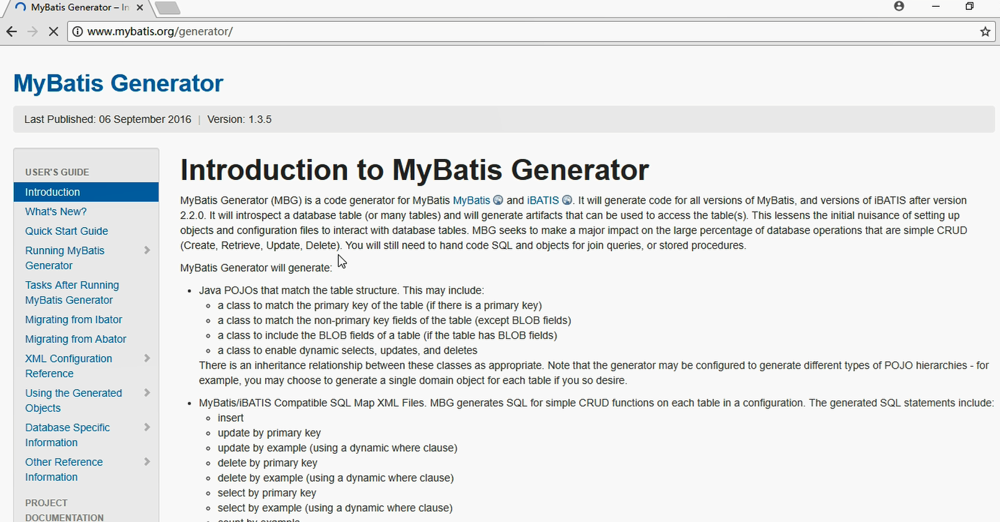 MyBatis Generator – In
www.mybatis.org/generator/
MyBatis Generator
Last Published: 06 September 2016 | Version: 1.3.5
USER'S GUIDE
Introduction
What's New?
Quick Start Guide
Running MyBatis
Generator
Tasks After Running
MyBatis Generator
Migrating from Ibator
Migrating from Abator
XML Configuration
Reference
Using the Generated
Objects
Database Specific
Information
Other Reference
Information
PROJECT
DOCUMENTATION
Introduction to MyBatis Generator
MyBatis Generator (MBG) is a code generator for MyBatis MyBatis and iBATIS . It will generate code for all versions of MyBatis, and versions of iBATIS after version
2.2.0. It will introspect a database table (or many tables) and will generate artifacts that can be used to access the table(s). This lessens the initial nuisance of setting up
objects and configuration files to interact with database tables. MBG seeks to make a major impact on the large percentage of database operations that are simple CRUD
(Create, Retrieve, Update, Delete). You will still need to hand code SQL and objects for join queries, or stored procedures.
MyBatis Generator will generate:
• Java POJOs that match the table structure. This may include:
∘ a class to match the primary key of the table (if there is a primary key)
∘ a class to match the non-primary key fields of the table (except BLOB fields)
∘ a class to include the BLOB fields of a table (if the table has BLOB fields)
∘ a class to enable dynamic selects, updates, and deletes
There is an inheritance relationship between these classes as appropriate. Note that the generator may be configured to generate different types of POJO hierarchies - for
example, you may choose to generate a single domain object for each table if you so desire.
• MyBatis/iBATIS Compatible SQL Map XML Files. MBG generates SQL for simple CRUD functions on each table in a configuration. The generated SQL statements include:
∘ insert
∘ update by primary key
∘ update by example (using a dynamic where clause)
∘ delete by primary key
∘ delete by example (using a dynamic where clause)
∘ select by primary key
∘ select by example (using a dynamic where clause)
∘ count by example